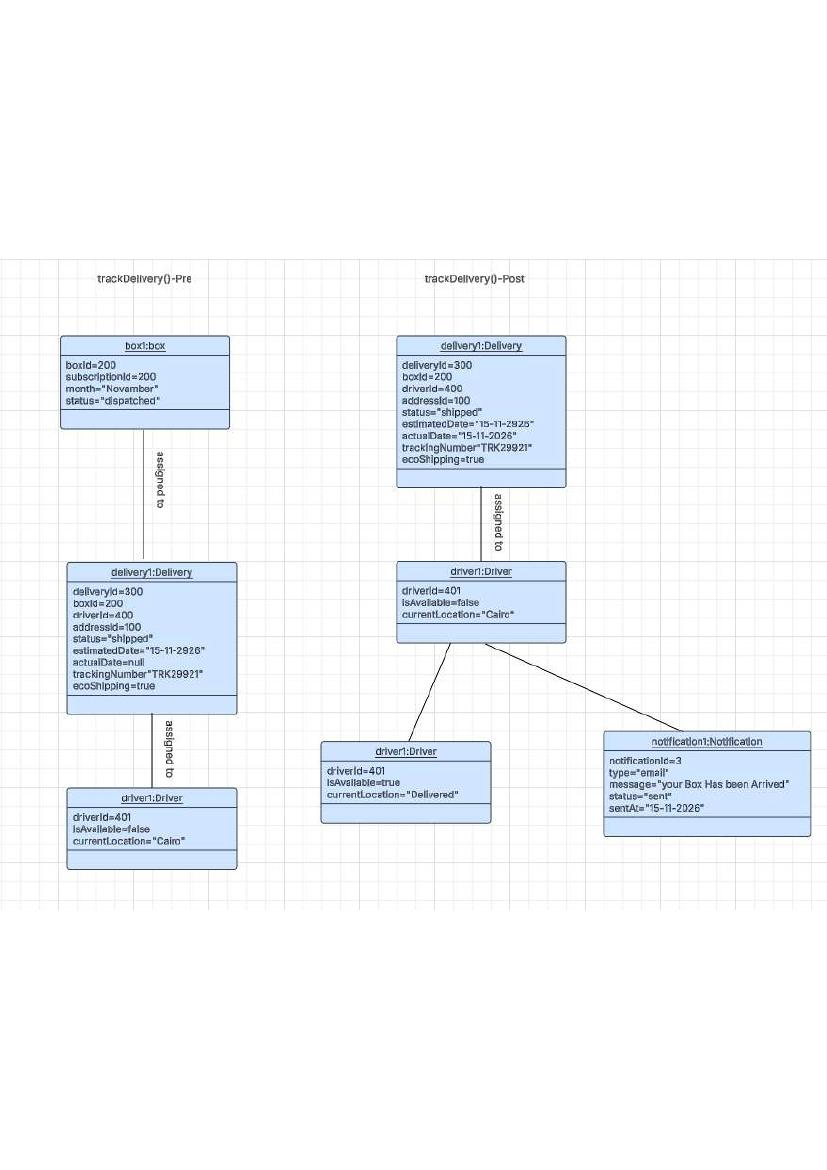 trackDelivery()-Pre
box1:box
boxId=200
subscriptionId=200
month="November"
status="dispatched"
assigned to
delivery1:Delivery
deliveryId=300
boxId=200
driverId=400
addressId=100
status="shipped"
estimatedDate="15-11-2926"
actualDate=null
trackingNumber"TRK29921"
ecoShipping=true
assigned to
driver1:Driver
driverId=401
isAvailable=false
currentLocation="Cairo"
trackDelivery()-Post
delivery1:Delivery
deliveryId=300
boxId=200
driverId=400
addressId=100
status="shipped"
estimatedDate="15-11-2926"
actualDate="15-11-2026"
trackingNumber"TRK29921"
ecoShipping=true
assigned to
driver1:Driver
driverId=401
isAvailable=false
currentLocation="Cairo"
driver1:Driver
driverId=401
isAvailable=true
currentLocation="Delivered"
notification1:Notification
notificationId=3
type="email'
message="your Box Has been Arrived"
status="sent"
sentAt="15-11-2026"